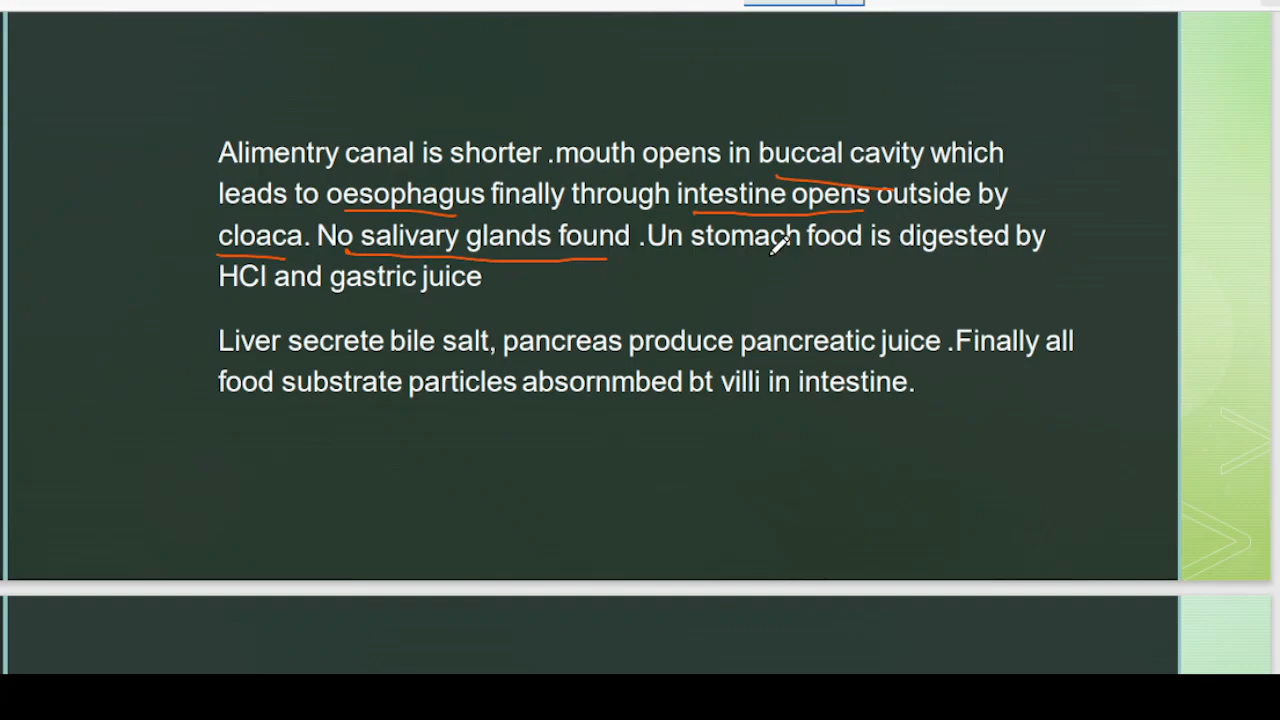 Alimentry canal is shorter .mouth opens in buccal cavity which
leads to oesophagus finally through intestine opens outside by
cloaca. No salivary glands found .Un stomach food is digested by
HCl and gastric juice
Liver secrete bile salt, pancreas produce pancreatic juice .Finally all
food substrate particles absornmbed bt villi in intestine.